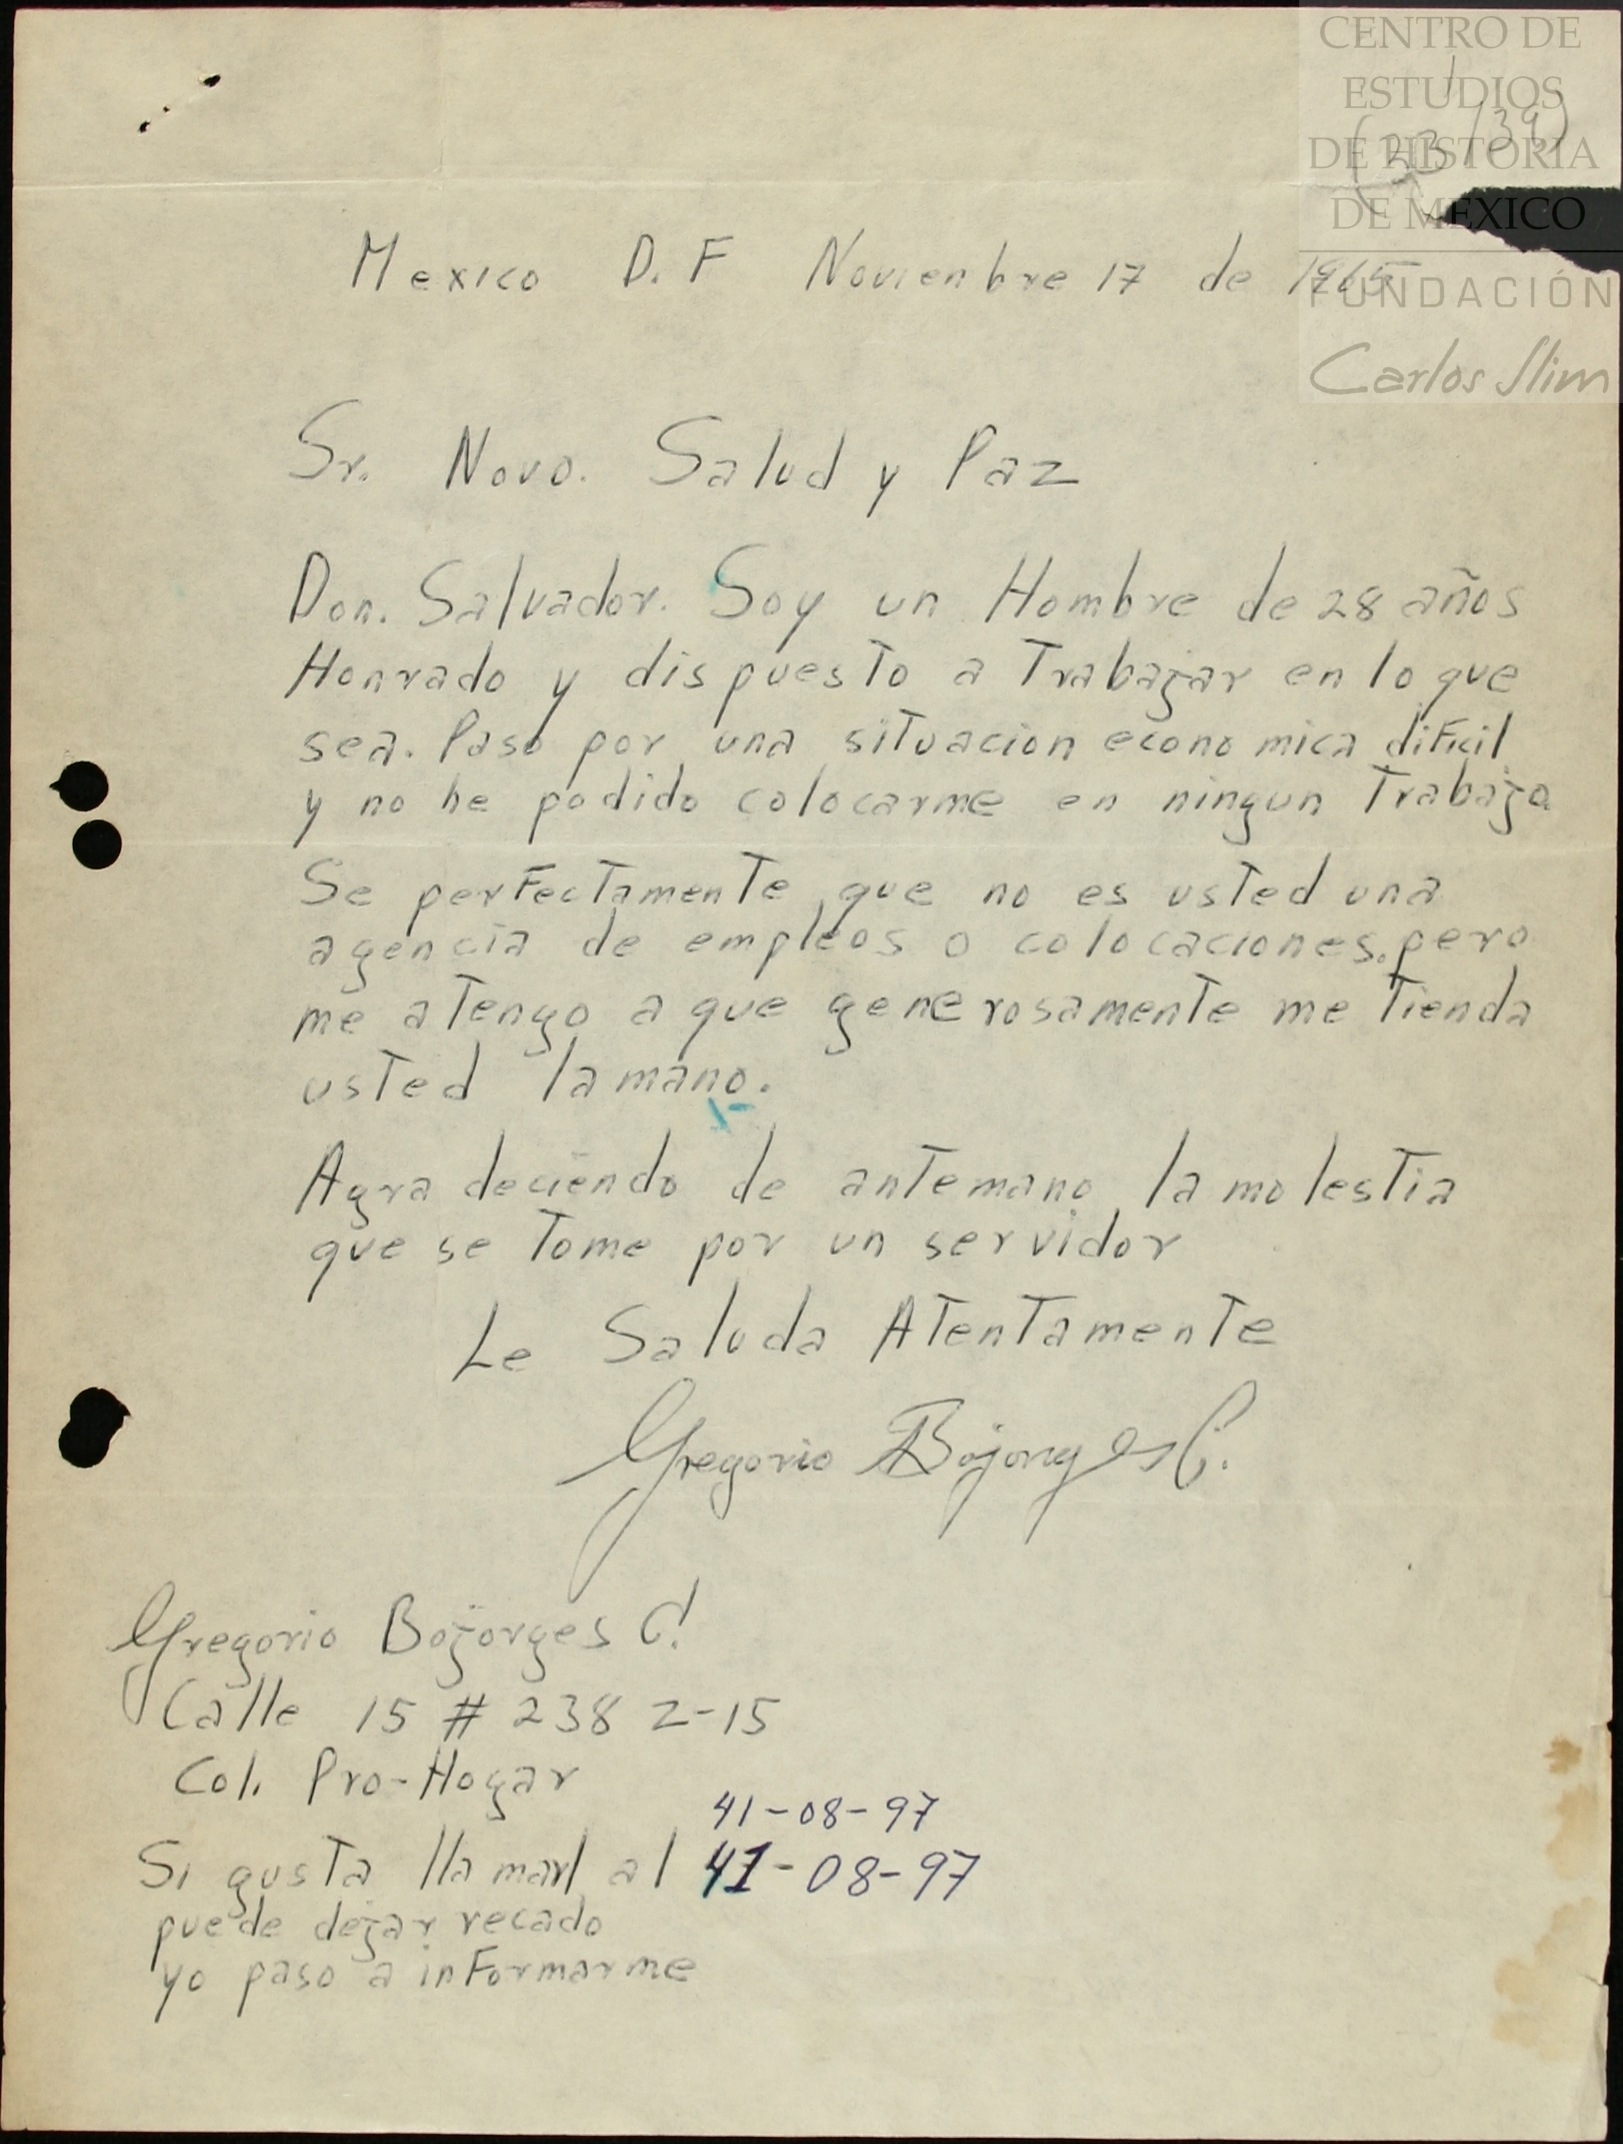 CENTRO DE
ESTUDIOS
DE HISTORIA
DE MEXICO
FUNDACIÓN
Carlos Slim
(33/39)
Mexico D.F Novienbre 17 de 1965
Sr. Novo. Salud y Paz
Don. Salvador. Soy un Hombre de 28 años
Honrado y dispuesto a Trabajar en lo que
sea. Paso por una situacion economica dificil
y no he podido colocarme en ningun Trabajo.
Se perfectamente que no es usted una
agencia de empleos o colocaciones. pero
me atengo a que generosamente me tienda
usted la mano.
Agradeciendo de antemano la molestia
que se tome por un servidor
Le Saluda Atentamente
Gregorio Bojorges C.
Gregorio Bojorges C.
Calle 15 # 238 Z-15
Col. Pro-Hogar
41-08-97
Si gusta llamar al 41-08-97
puede dejar recado
yo paso a informarme